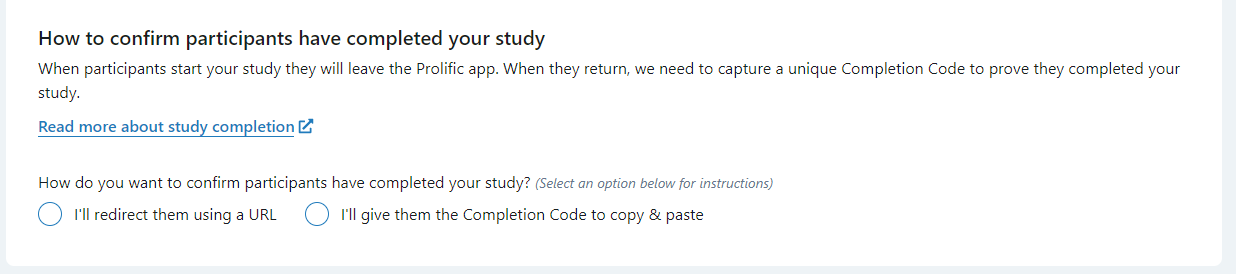 How to confirm participants have completed your study
When participants start your study they will leave the Prolific app. When they return, we need to capture a unique Completion Code to prove they completed your
study.
Read more about study completion
How do you want to confirm participants have completed your study? (Select an option below for instructions)
I'll redirect them using a URL I'll give them the Completion Code to copy & paste